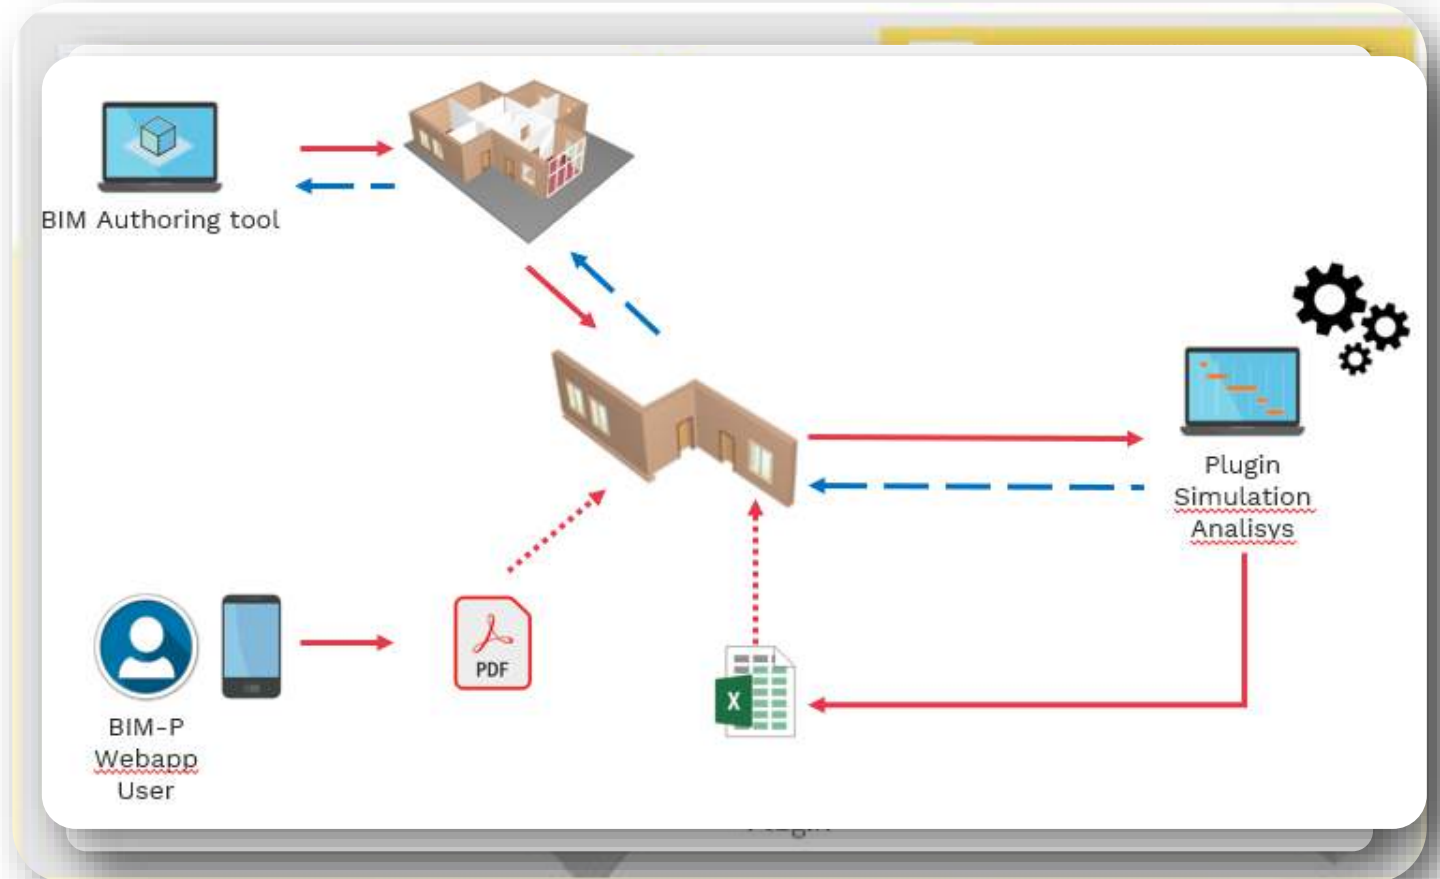 BIM Authoring tool
Plugin
Simulation
Analisys
PDF
X
BIM-P
Webapp
User